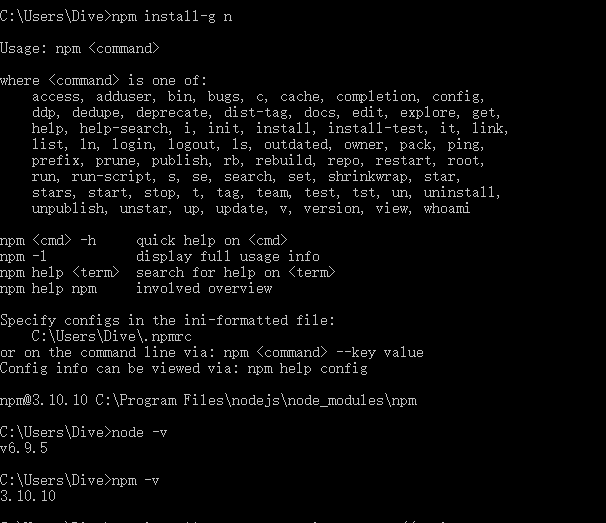 C:\Users\Dive>npm install-g n
Usage: npm <command>
where <command> is one of:
access, adduser, bin, bugs, c, cache, completion, config,
ddp, dedupe, deprecate, dist-tag, docs, edit, explore, get,
help, help-search, i, init, install, install-test, it, link,
list, ln, login, logout, ls, outdated, owner, pack, ping,
prefix, prune, publish, rb, rebuild, repo, restart, root,
run, run-script, s, se, search, set, shrinkwrap, star,
stars, start, stop, t, tag, team, test, tst, un, uninstall,
unpublish, unstar, up, update, v, version, view, whoami
npm <cmd> -h     quick help on <cmd>
npm -l           display full usage info
npm help <term>  search for help on <term>
npm help npm     involved overview
Specify configs in the ini-formatted file:
C:\Users\Dive\.npmrc
or on the command line via: npm <command> --key value
Config info can be viewed via: npm help config
npm@3.10.10 C:\Program Files\nodejs\node_modules\npm
C:\Users\Dive>node -v
v6.9.5
C:\Users\Dive>npm -v
3.10.10